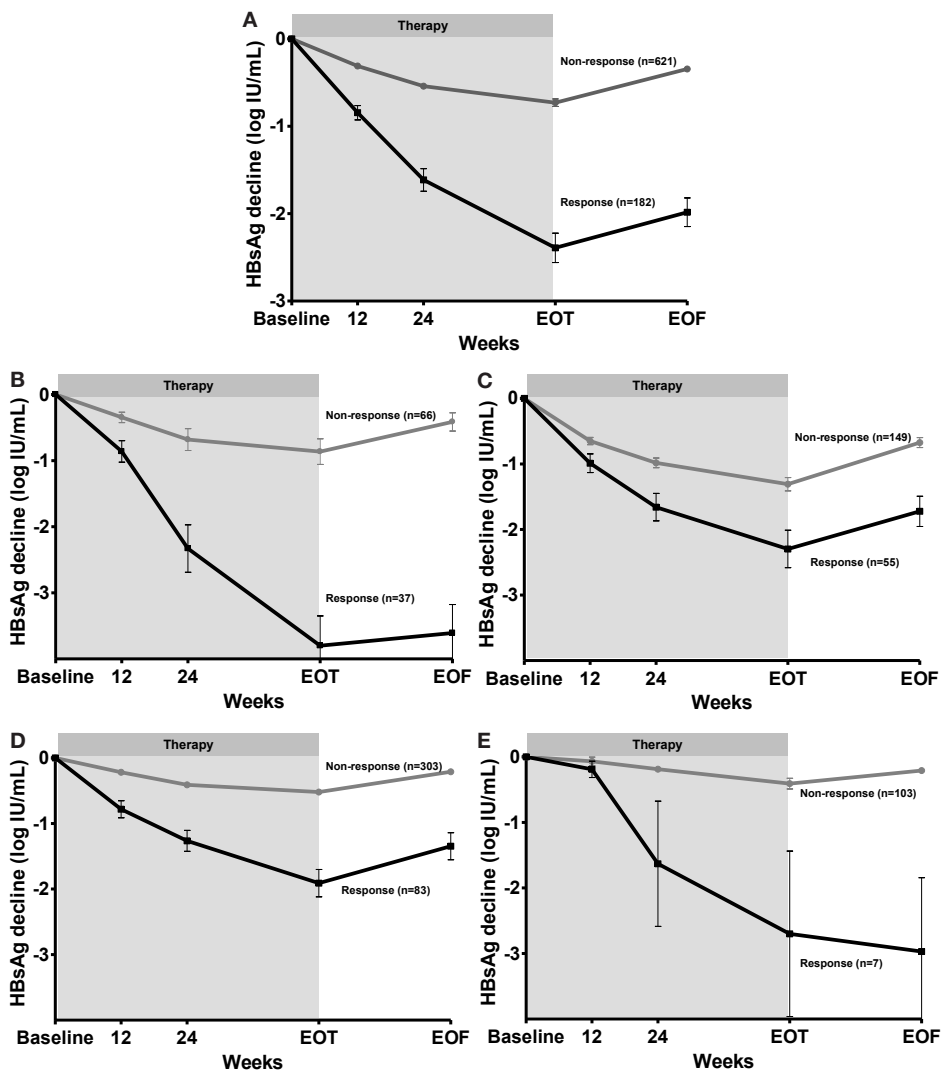 A
Therapy
HBsAg decline (log IU/mL)
0
-1
-2
-3
Non-response (n=621)
Response (n=182)
Baseline 12 24 EOT EOF
Weeks
B
Therapy
HBsAg decline (log IU/mL)
0
-1
-2
-3
Non-response (n=66)
Response (n=37)
Baseline 12 24 EOT EOF
Weeks
C
Therapy
HBsAg decline (log IU/mL)
0
-1
-2
-3
Non-response (n=149)
Response (n=55)
Baseline 12 24 EOT EOF
Weeks
D
Therapy
HBsAg decline (log IU/mL)
0
-1
-2
-3
Non-response (n=303)
Response (n=83)
Baseline 12 24 EOT EOF
Weeks
E
Therapy
HBsAg decline (log IU/mL)
0
-1
-2
-3
Non-response (n=103)
Response (n=7)
Baseline 12 24 EOT EOF
Weeks